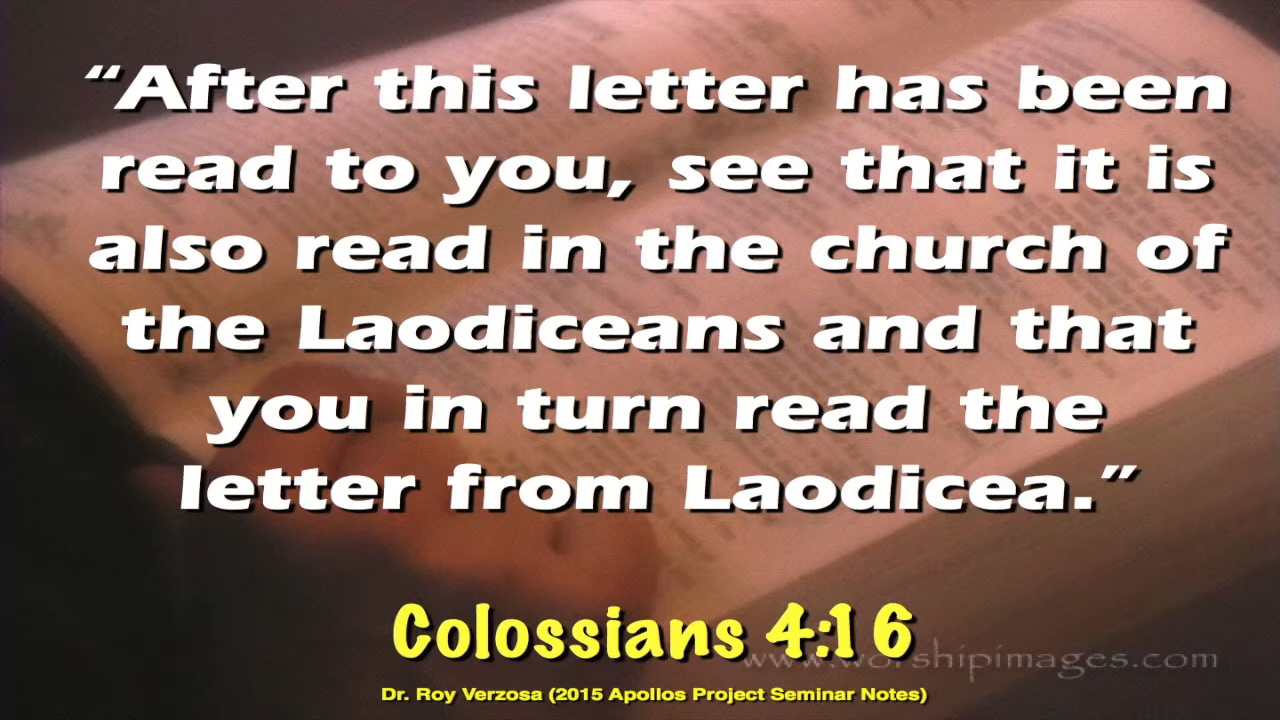 “After this letter has been
read to you, see that it is
also read in the church of
the Laodiceans and that
you in turn read the
letter from Laodicea.”
Colossians 4:16
www.worshipimages.com
Dr. Roy Verzosa (2015 Apollos Project Seminar Notes)